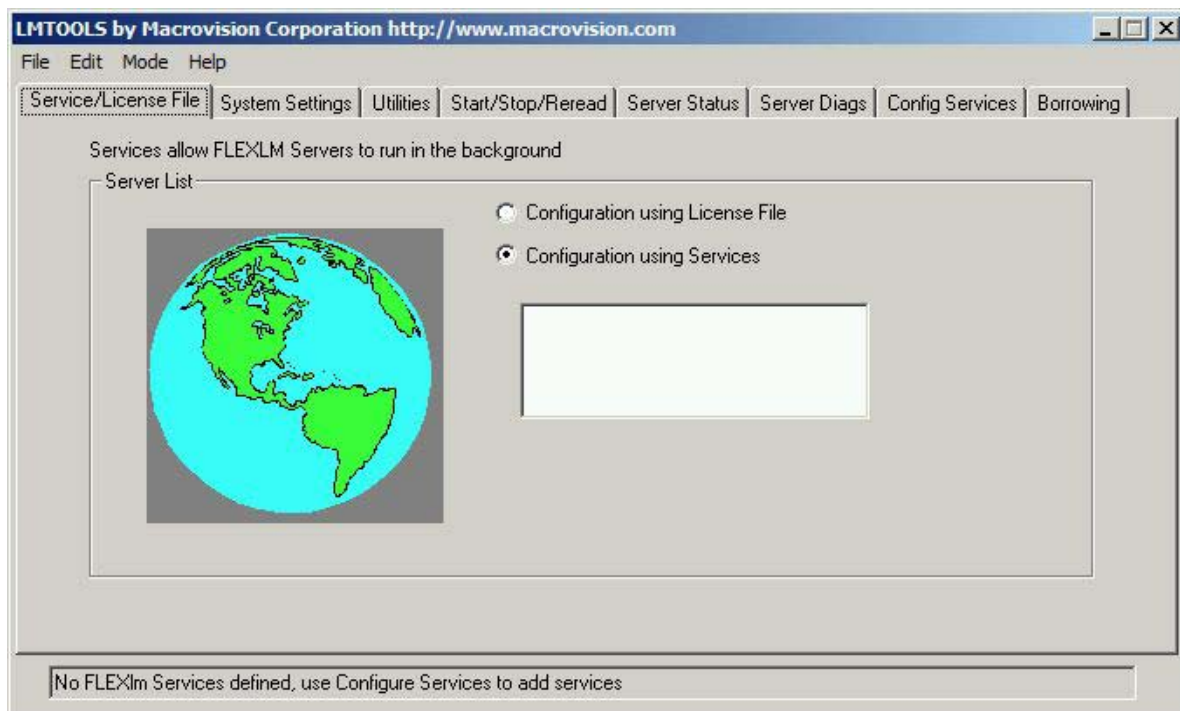 LMTOOLS by Macrovision Corporation http://www.macrovision.com
File Edit Mode Help
Service/License File System Settings Utilities Start/Stop/Reread Server Status Server Diags Config Services Borrowing
Services allow FLEXLM Servers to run in the background
Server List
Configuration using License File
Configuration using Services
No FLEXlm Services defined, use Configure Services to add services